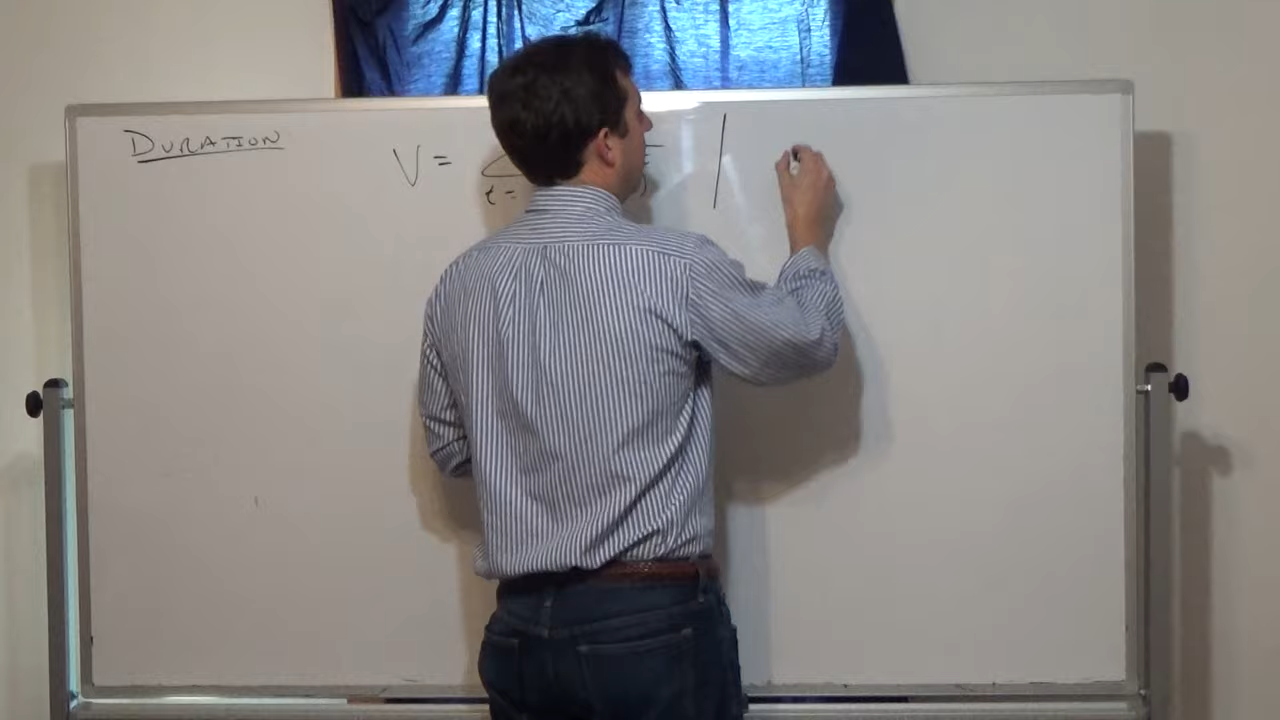 DURATION
V =
t =